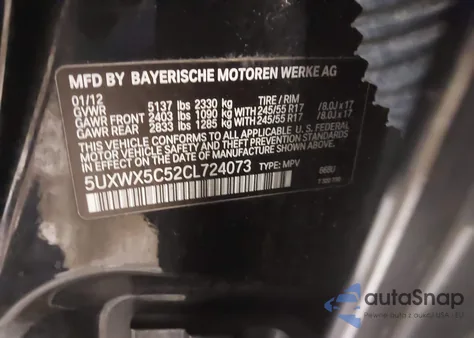 MFD BY BAYERISCHE MOTOREN WERKE AG
01/12
GVWR 5137 lbs 2330 kg TIRE / RIM
GAWR FRONT 2403 lbs 1090 kg WITH 245/55 R17 /8.0J x 17
GAWR REAR 2833 lbs 1285 kg WITH 245/55 R17 /8.0J x 17
THIS VEHICLE CONFORMS TO ALL APPLICABLE U.S. FEDERAL
MOTOR VEHICLE SAFETY AND THEFT PREVENTION STANDARDS
IN EFFECT ON THE DATE OF MANUFACTURE SHOWN ABOVE.
5UXWX5C52CL724073 TYPE: MPV
668U
autaSnap